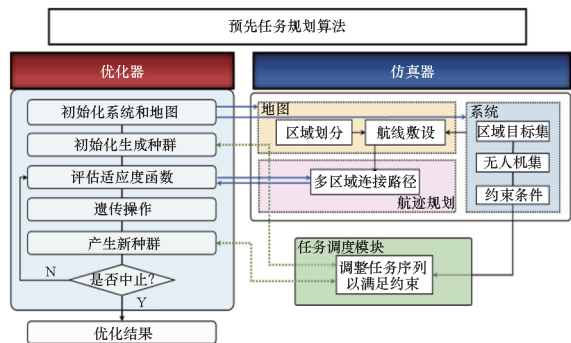 预先任务规划算法
优化器
仿真器
初始化系统和地图
初始化生成种群
评估适应度函数
遗传操作
产生新种群
N
是否中止?
Y
优化结果
地图
区域划分
航线敷设
多区域连接路径
航迹规划
系统
区域目标集
无人机集
约束条件
任务调度模块
调整任务序列
以满足约束